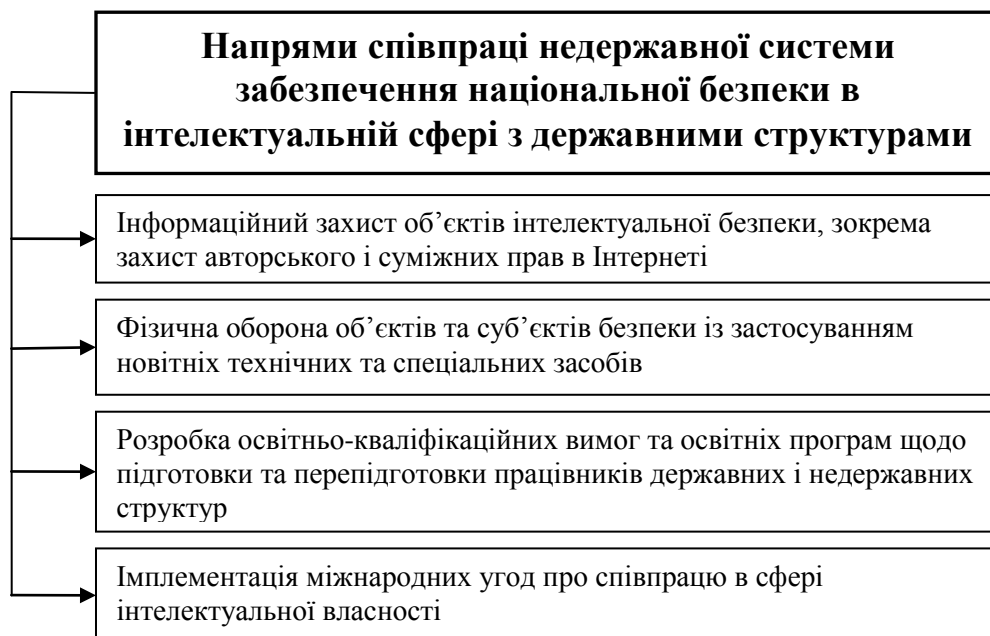 Напрями співпраці недержавної системи
забезпечення національної безпеки в
інтелектуальній сфері з державними структурами
Інформаційний захист об’єктів інтелектуальної безпеки, зокрема
захист авторського і суміжних прав в Інтернеті
Фізична оборона об’єктів та суб’єктів безпеки із застосуванням
новітніх технічних та спеціальних засобів
Розробка освітньо-кваліфікаційних вимог та освітніх програм щодо
підготовки та перепідготовки працівників державних і недержавних
структур
Імплементація міжнародних угод про співпрацю в сфері
інтелектуальної власності